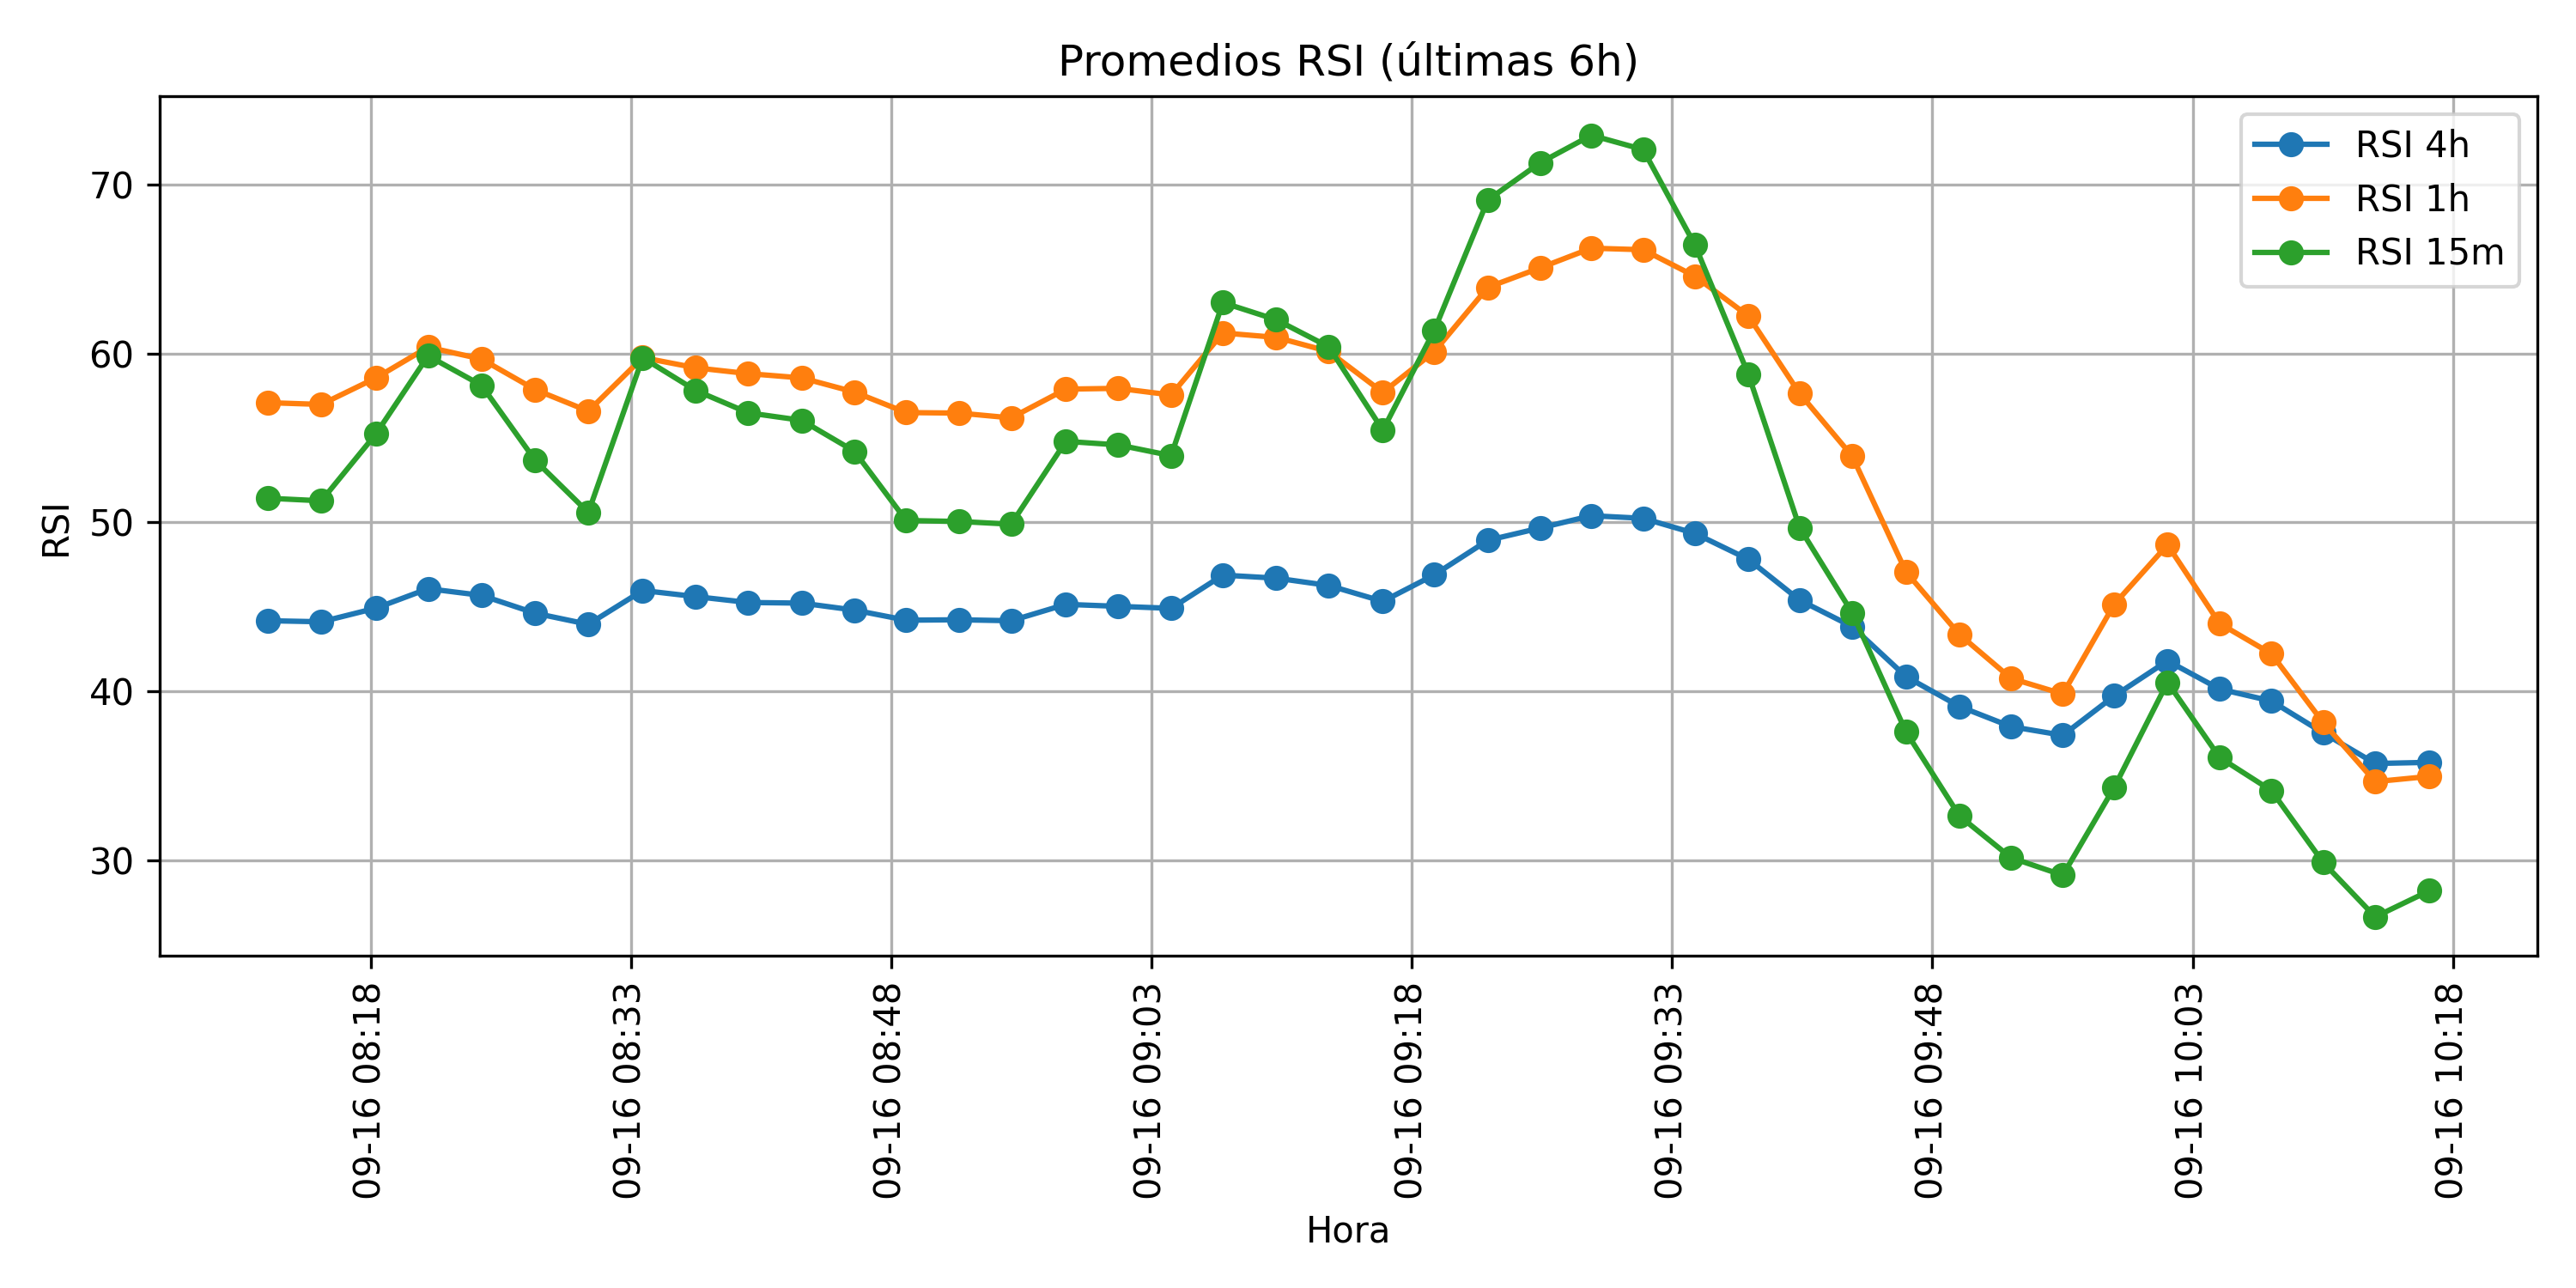 Promedios RSI (últimas 6h)
RSI 4h
RSI 1h
RSI 15m
RSI
70
60
50
40
30
09-16 08:18
09-16 08:33
09-16 08:48
09-16 09:03
09-16 09:18
09-16 09:33
09-16 09:48
09-16 10:03
09-16 10:18
Hora